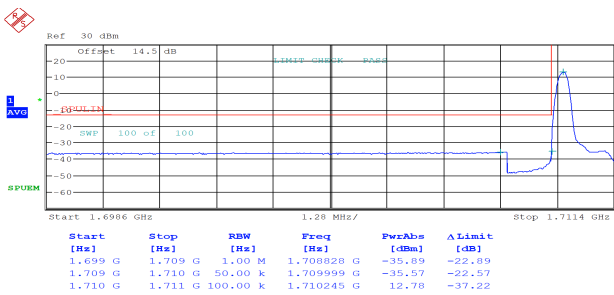 R S
Ref 30 dBm
Offset 14.5 dB
20
LIMIT CHECK PASS
10
1 *
AVG
0
-10 SPULIN
-20
SWP 100 of 100
-30
-40
-50
SPUEM
-60
Start 1.6986 GHz 1.28 MHz/ Stop 1.7114 GHz
Start Stop RBW Freq PwrAbs ΔLimit
[Hz] [Hz] [Hz] [Hz] [dBm] [dB]
1.699 G 1.709 G 1.00 M 1.708828 G -35.89 -22.89
1.709 G 1.710 G 50.00 k 1.709999 G -35.57 -22.57
1.710 G 1.711 G 100.00 k 1.710245 G 12.78 -37.22